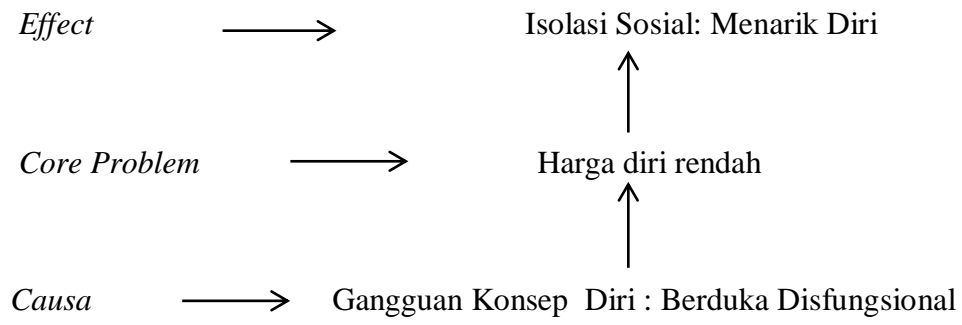 Effect Isolasi Sosial: Menarik Diri
Core Problem Harga diri rendah
Causa Gangguan Konsep Diri : Berduka Disfungsional